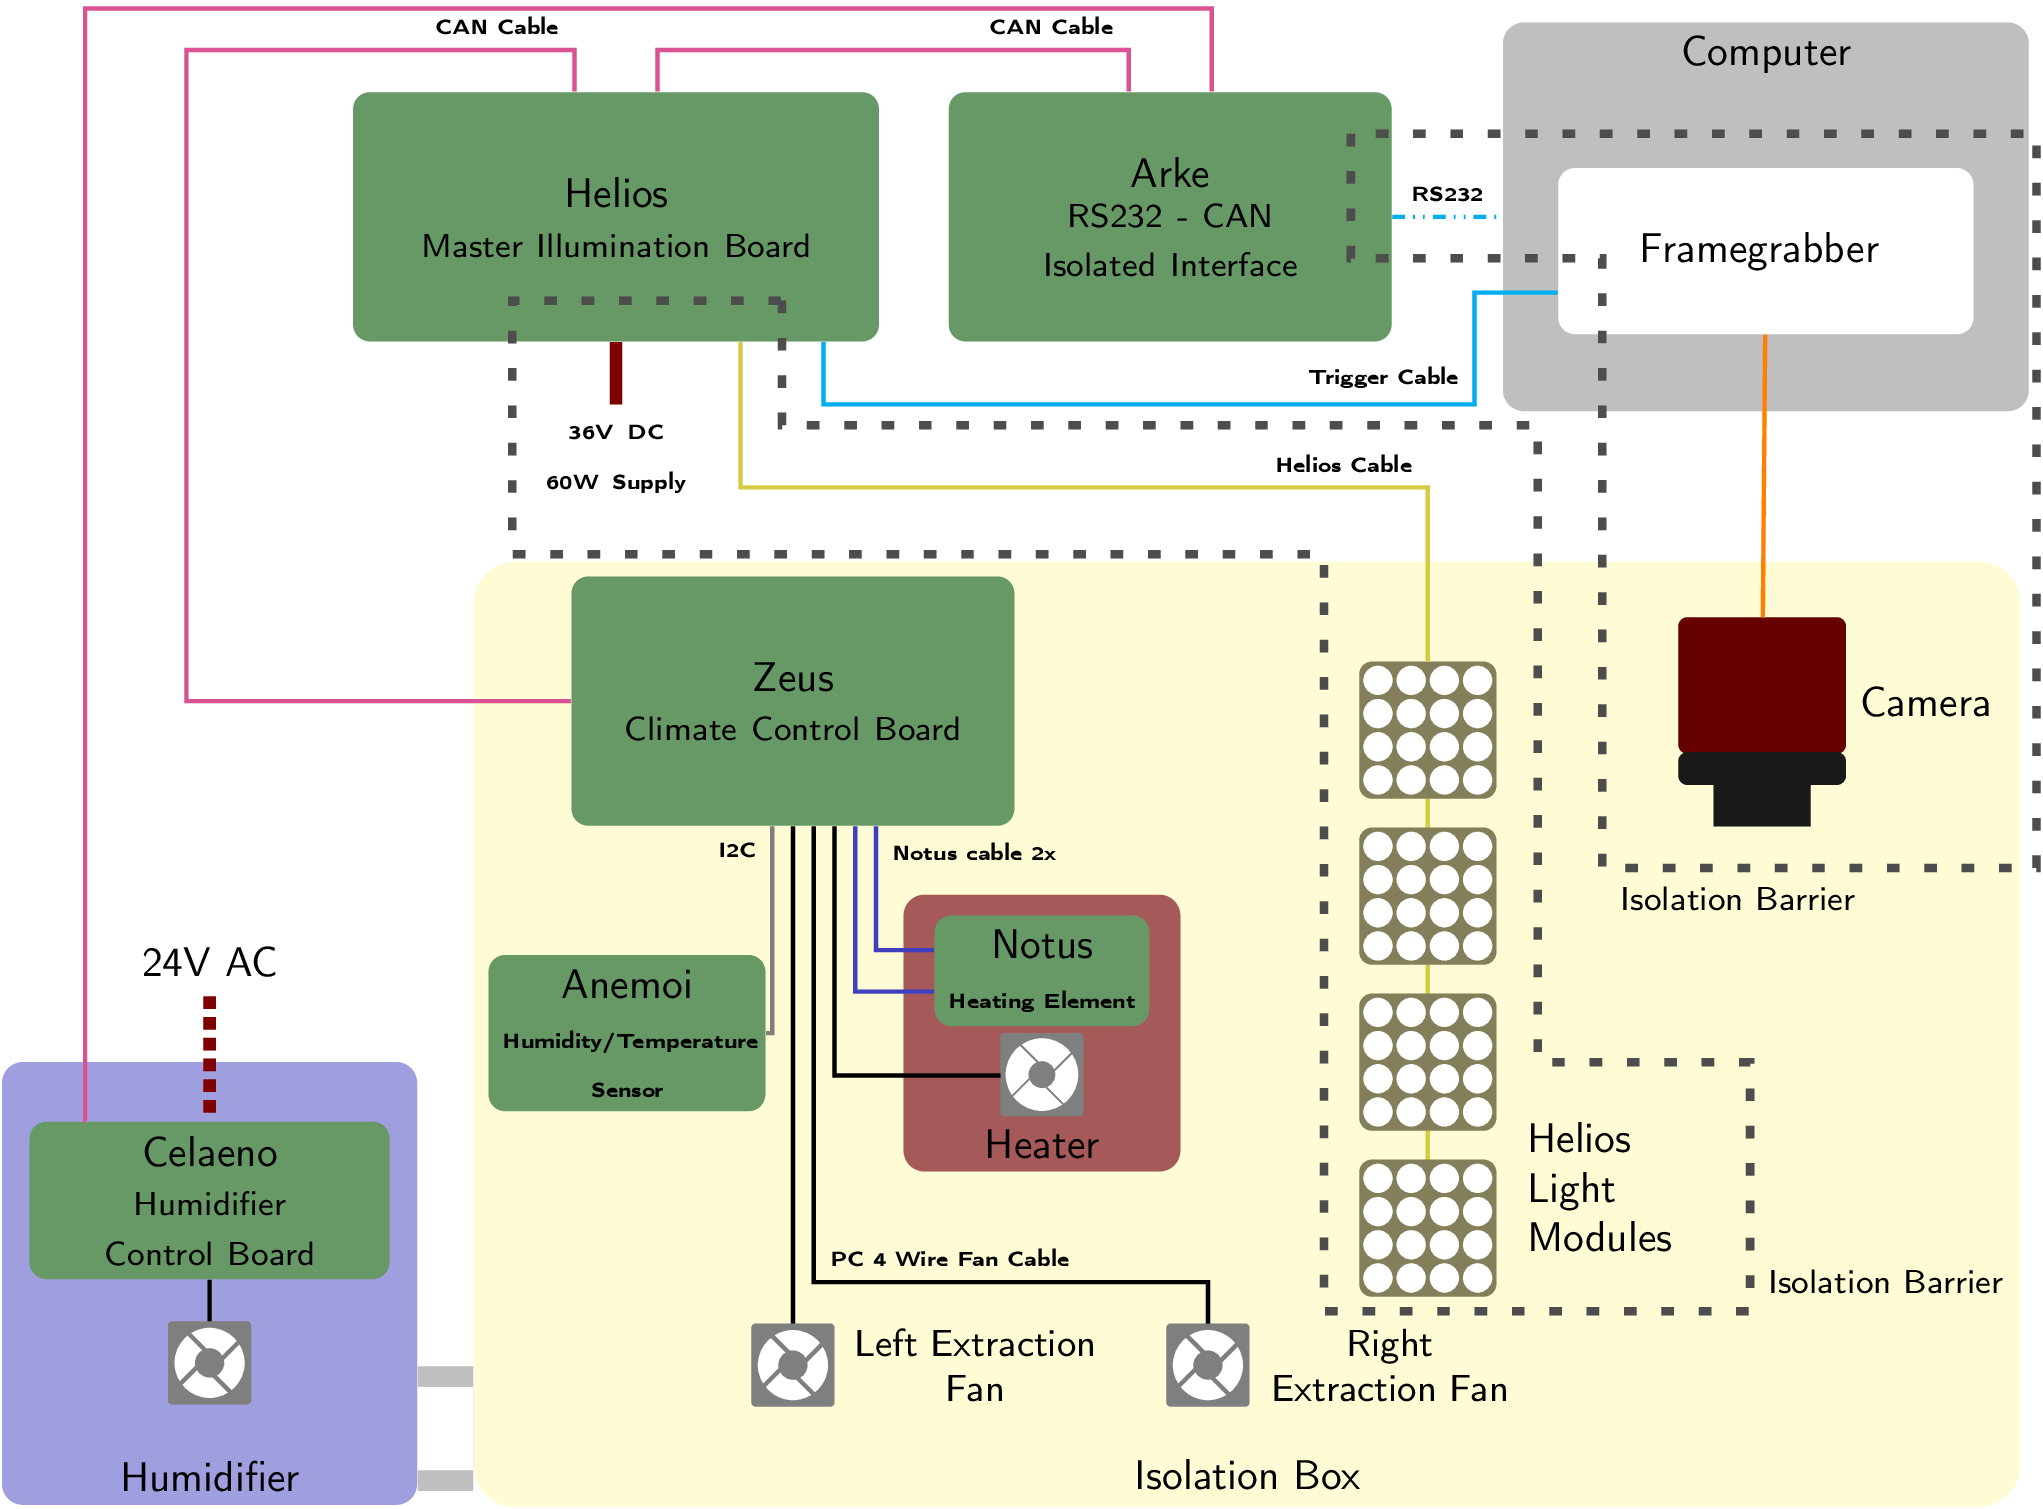 CAN Cable
CAN Cable
Computer
Helios
Master Illumination Board
Arke
RS232 - CAN
Isolated Interface
RS232
Framegrabber
Trigger Cable
36V DC
60W Supply
Helios Cable
Zeus
Climate Control Board
Camera
I2C
Notus cable 2x
Isolation Barrier
Notus
Heating Element
Heater
Anemoi
Humidity/Temperature
Sensor
24V AC
Celaeno
Humidifier
Control Board
Helios
Light
Modules
PC 4 Wire Fan Cable
Isolation Barrier
Left Extraction
Fan
Right
Extraction Fan
Humidifier
Isolation Box